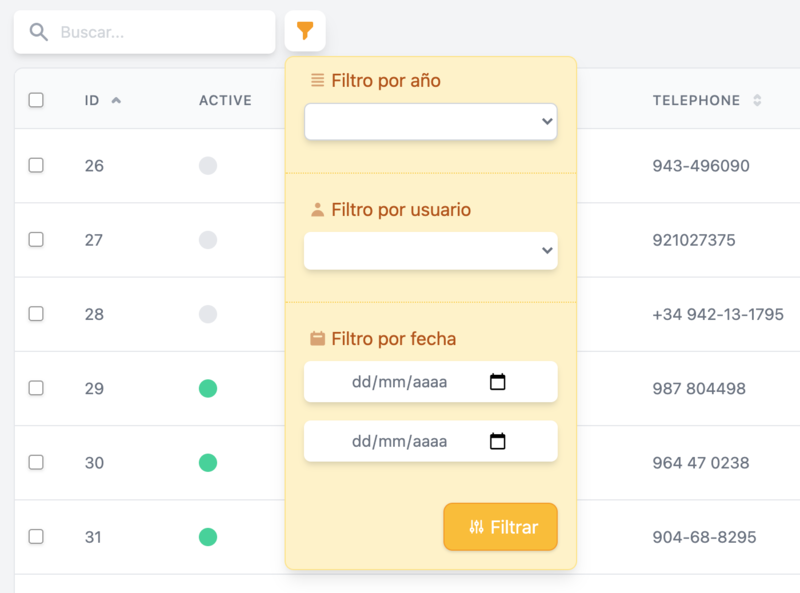 Buscar...
ID ACTIVE TELEPHONE
Filtro por año
26 943-496090
Filtro por usuario
27 921027375
28 +34 942-13-1795
Filtro por fecha
dd/mm/aaaa
29 987 804498
dd/mm/aaaa
30 964 47 0238
Filtrar
31 904-68-8295